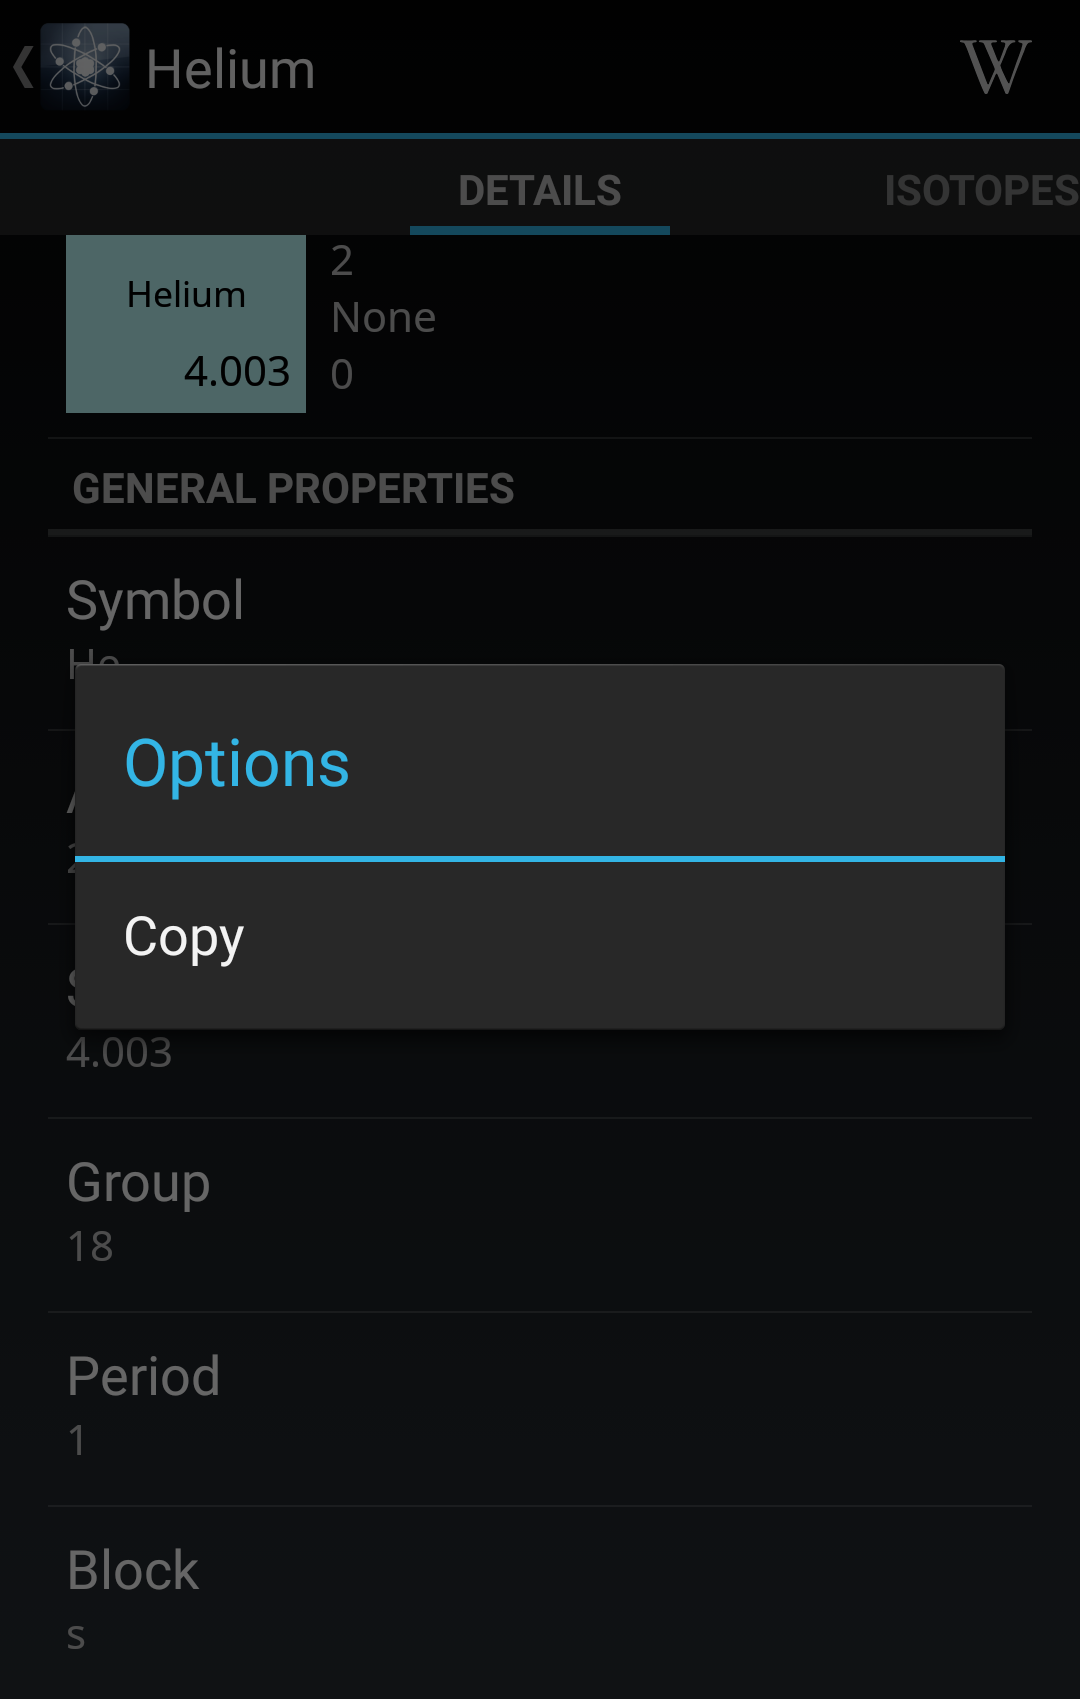 Helium
W
DETAILS
ISOTOPES
2
Helium
None
4.003
0
GENERAL PROPERTIES
Symbol
He
Options
Copy
4.003
Group
18
Period
1
Block
s